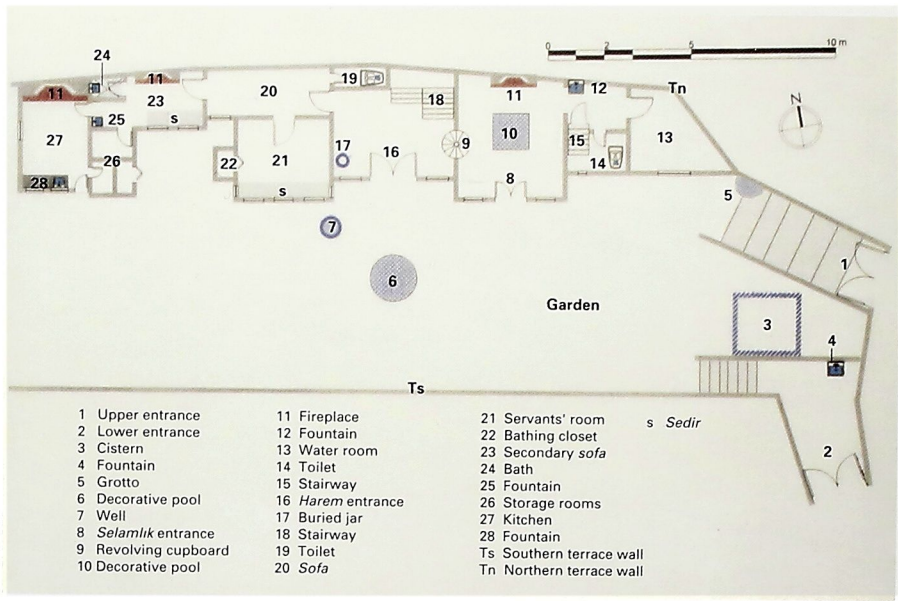 0 2 5 10 m
24
11
11
19
12
Tn
20
18
11
23
N
25
s
10
15
13
27
17
9
26
22
21
16
14
28
8
s
5
7
1
6
Garden
3
4
Ts
2
1 Upper entrance
2 Lower entrance
3 Cistern
4 Fountain
5 Grotto
6 Decorative pool
7 Well
8 Selamlık entrance
9 Revolving cupboard
10 Decorative pool
11 Fireplace
12 Fountain
13 Water room
14 Toilet
15 Stairway
16 Harem entrance
17 Buried jar
18 Stairway
19 Toilet
20 Sofa
21 Servants' room
22 Bathing closet
23 Secondary sofa
24 Bath
25 Fountain
26 Storage rooms
27 Kitchen
28 Fountain
Ts Southern terrace wall
Tn Northern terrace wall
s Sedir